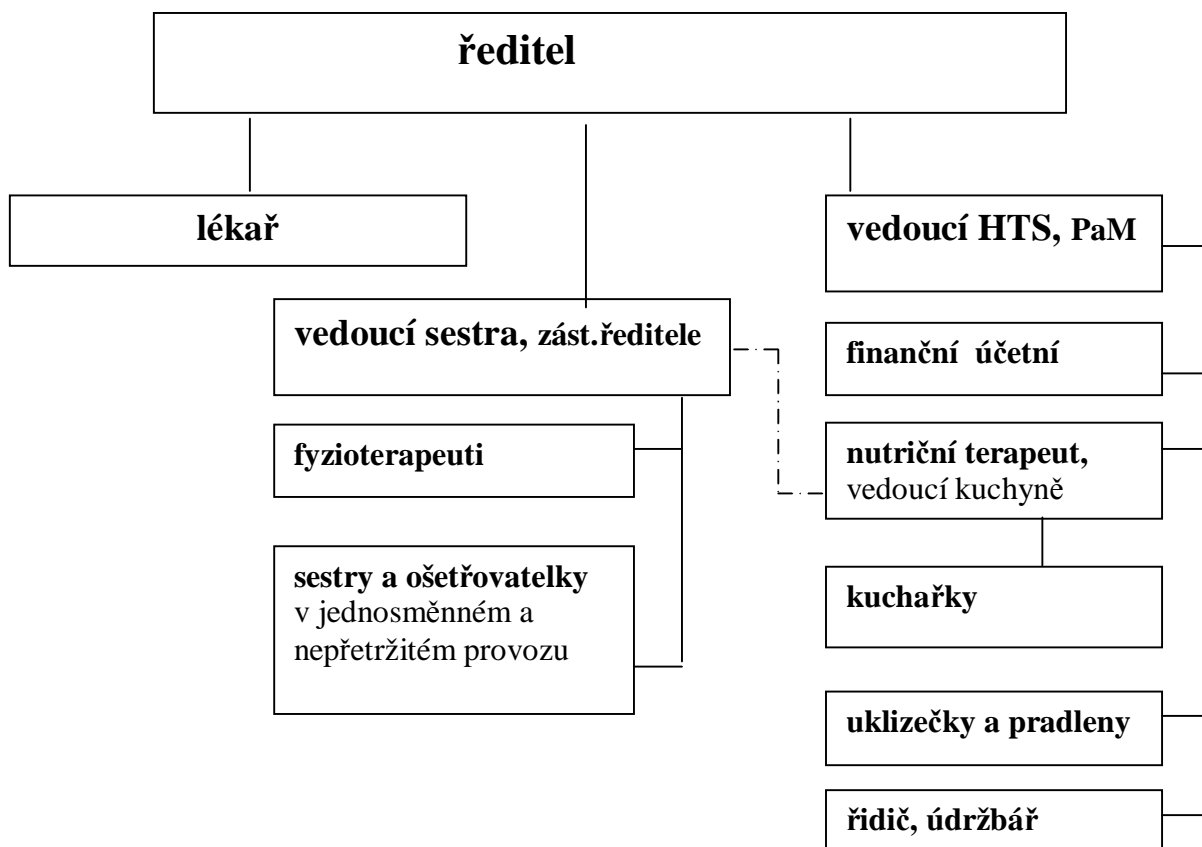 ředitel
lékař
vedoucí HTS, PaM
vedoucí sestra, zást.ředitele
finanční účetní
fyzioterapeuti
nutriční terapeut,
vedoucí kuchyně
sestry a ošetřovatelky
v jednosměnném a
nepřetržitém provozu
kuchařky
uklizečky a pradleny
řidič, údržbář